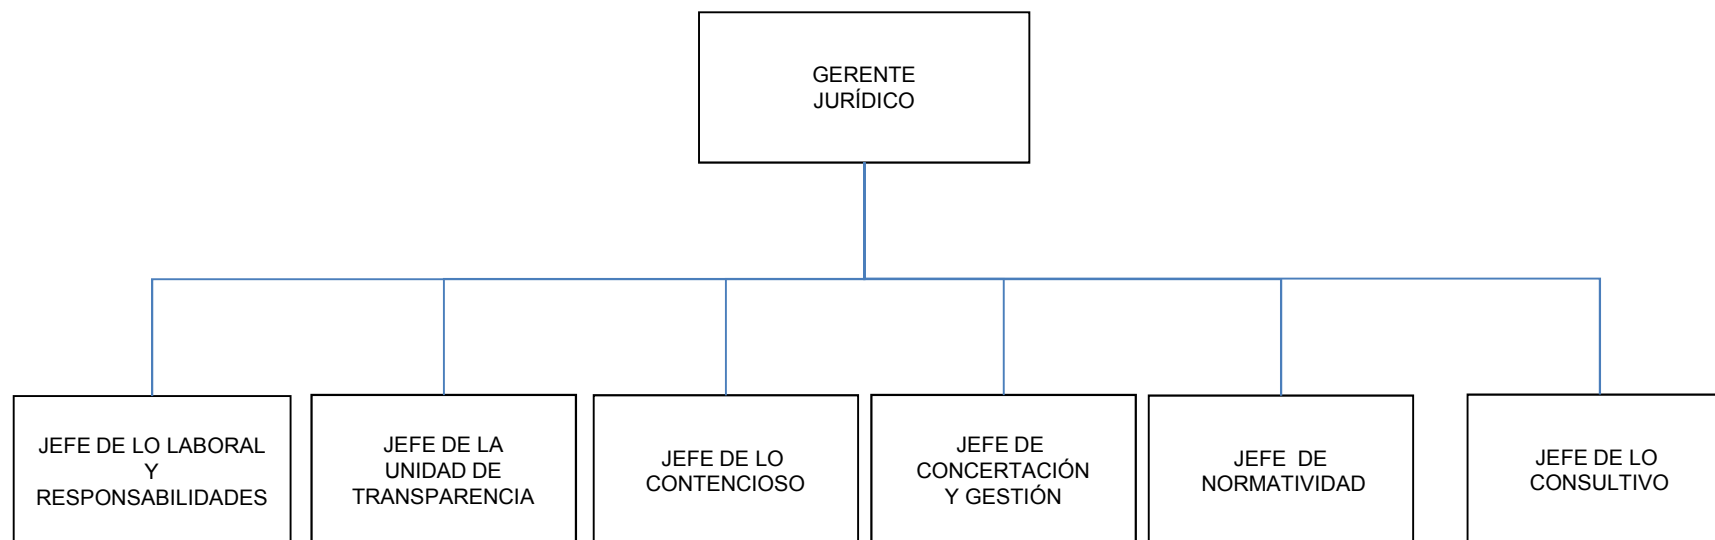 GERENTE
JURÍDICO
JEFE DE LO LABORAL
Y
RESPONSABILIDADES
JEFE DE LA
UNIDAD DE
TRANSPARENCIA
JEFE DE LO
CONTENCIOSO
JEFE DE
CONCERTACIÓN
Y GESTIÓN
JEFE DE
NORMATIVIDAD
JEFE DE LO
CONSULTIVO